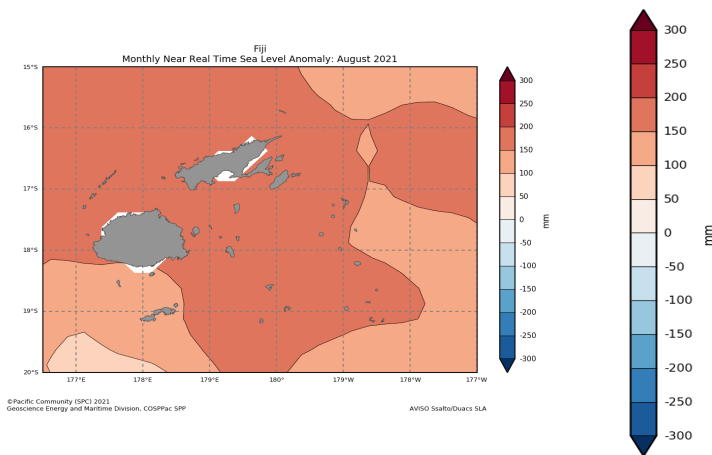 Fiji
Monthly Near Real Time Sea Level Anomaly: August 2021
15°S
16°S
17°S
18°S
19°S
20°S
177°E
178°E
179°E
180°
179°W
178°W
177°W
300
250
200
150
100
50
0
-50
-100
-150
-200
-250
-300
mm
300
250
200
150
100
50
0
-50
-100
-150
-200
-250
-300
mm
©Pacific Community (SPC) 2021
Geoscience Energy and Maritime Division, COSPPac SPP
AVISO Ssalto/Duacs SLA